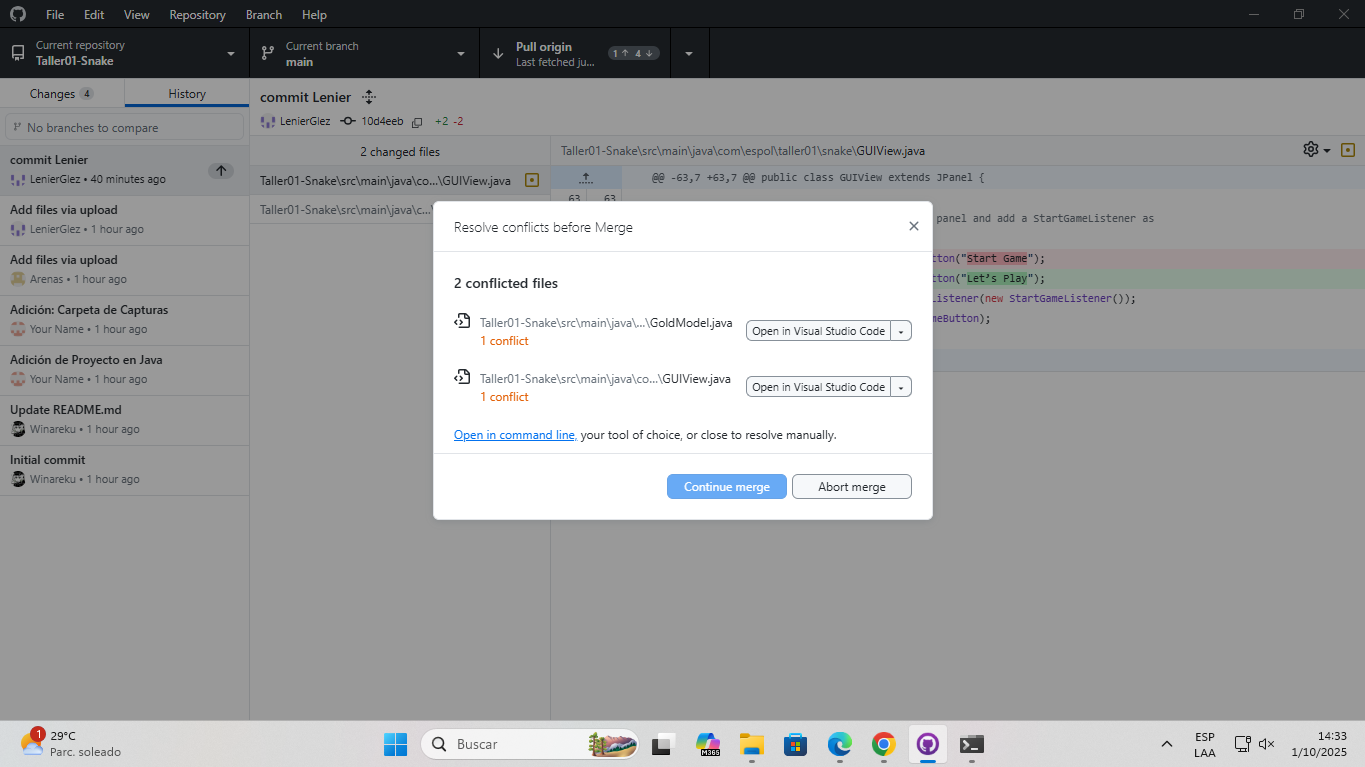 File Edit View Repository Branch Help
Current repository
Taller01-Snake
Current branch
main
Pull origin
Last fetched ju...
1 4
Changes 4
History
No branches to compare
commit Lenier
LenierGlez • 40 minutes ago
Add files via upload
LenierGlez • 1 hour ago
Add files via upload
Arenas • 1 hour ago
Adición: Carpeta de Capturas
Your Name • 1 hour ago
Adición de Proyecto en Java
Your Name • 1 hour ago
Update README.md
Winareku • 1 hour ago
Initial commit
Winareku • 1 hour ago
commit Lenier
LenierGlez 10d4eeb +2 -2
2 changed files
Taller01-Snake\src\main\java\co...\GUIView.java
Taller01-Snake\src\main\java\c...\
Taller01-Snake\src\main\java\com\espol\taller01\snake\GUIView.java
@@ -63,7 +63,7 @@ public class GUIView extends JPanel {
63 63
panel and add a StartGameListener as
tton("Start Game");
tton("Let's Play");
Listener(new StartGameListener());
meButton);
Resolve conflicts before Merge
2 conflicted files
Taller01-Snake\src\main\java\...\GoldModel.java
1 conflict
Open in Visual Studio Code
Taller01-Snake\src\main\java\co...\GUIView.java
1 conflict
Open in Visual Studio Code
Open in command line, your tool of choice, or close to resolve manually.
Continue merge
Abort merge
1
29°C
Parc. soleado
Buscar
M365
ESP
LAA
14:33
1/10/2025